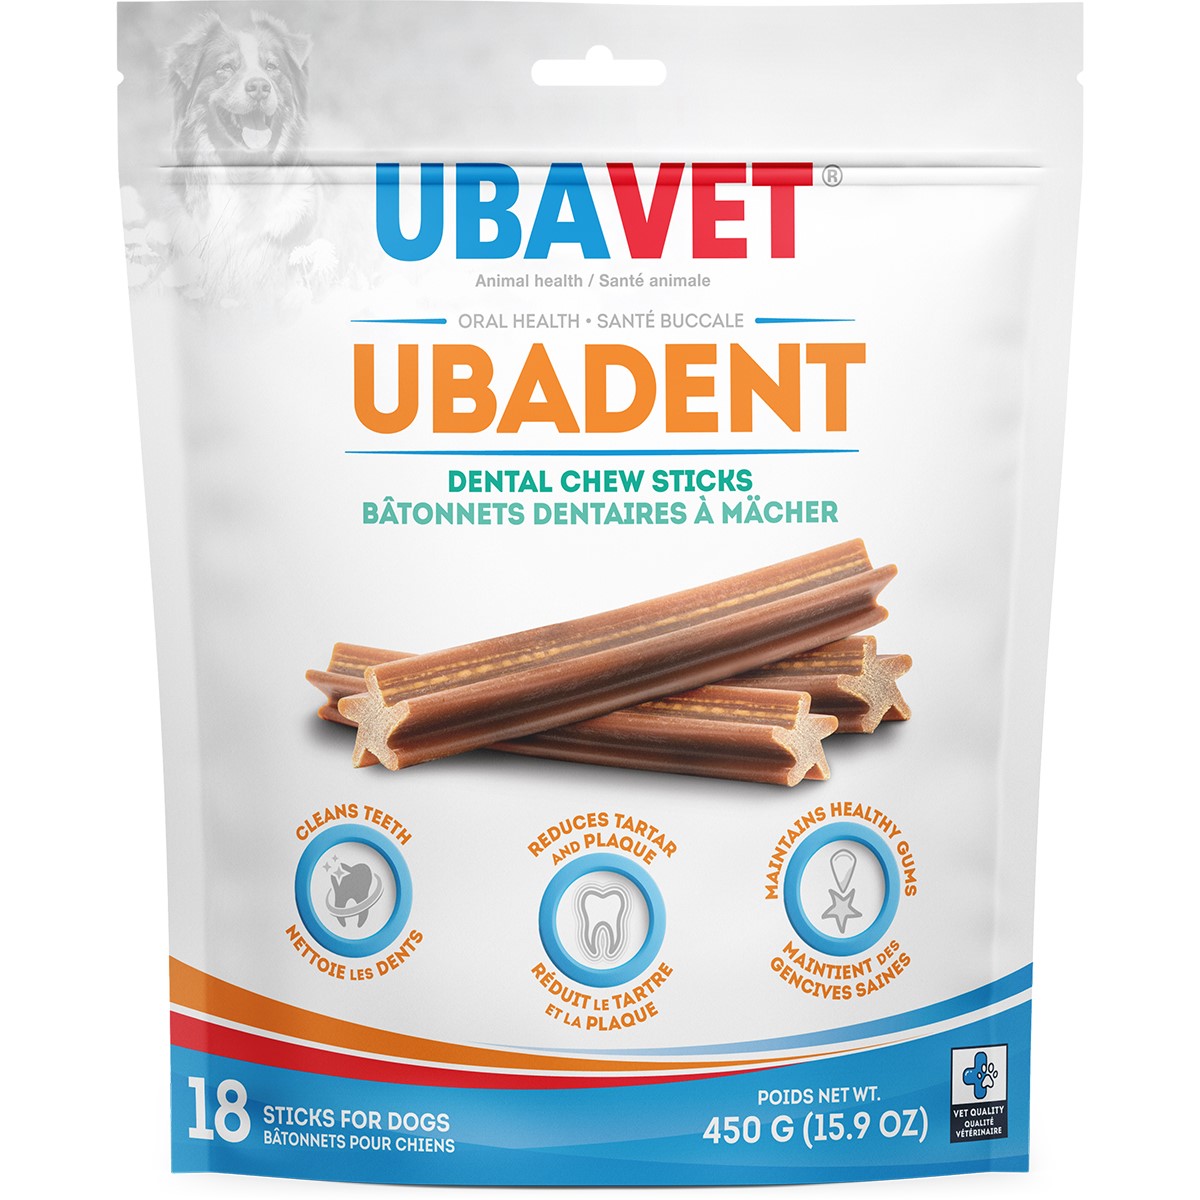 UBAVET®
Animal health / Santé animale
ORAL HEALTH • SANTÉ BUCCALE
UBADENT
DENTAL CHEW STICKS
BÂTONNETS DENTAIRES À MÄCHER
CLEANS TEETH
NETTOIE LES DENTS
REDUCES TARTAR
AND PLAQUE
RÉDUIT LE TARTRE
ET LA PLAQUE
MAINTAINS HEALTHY GUMS
MAINTIENT DES
GENCIVES SAINES
18 STICKS FOR DOGS
BÂTONNETS POUR CHIENS
POIDS NET WT.
450 G (15.9 OZ)
VET QUALITY
QUALITÉ
VÉTÉRINAIRE